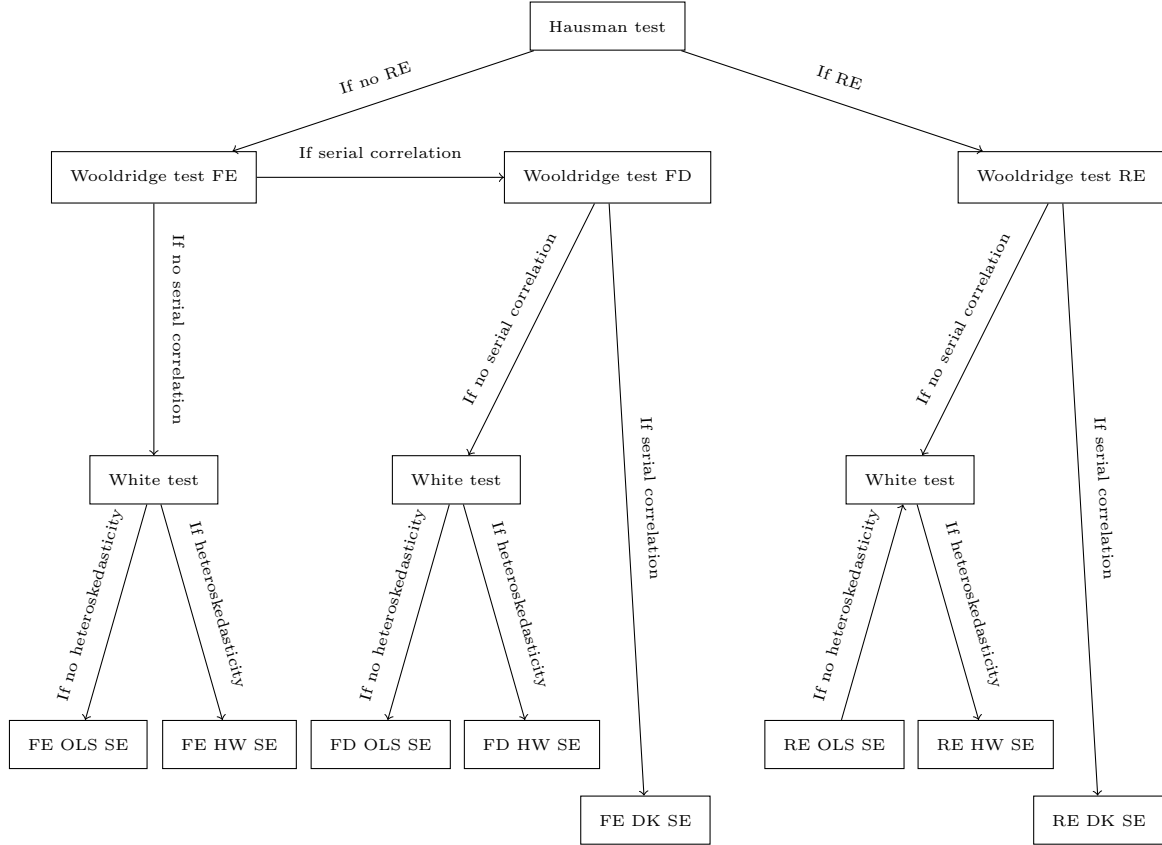 Hausman test
If no RE
If RE
Wooldridge test FE
If serial correlation
Wooldridge test FD
Wooldridge test RE
If no serial correlation
If no serial correlation
If serial correlation
If no serial correlation
If serial correlation
White test
White test
White test
If no heteroskedasticity
If heteroskedasticity
If no heteroskedasticity
If heteroskedasticity
If no heteroskedasticity
If heteroskedasticity
FE OLS SE
FE HW SE
FD OLS SE
FD HW SE
RE OLS SE
RE HW SE
FE DK SE
RE DK SE